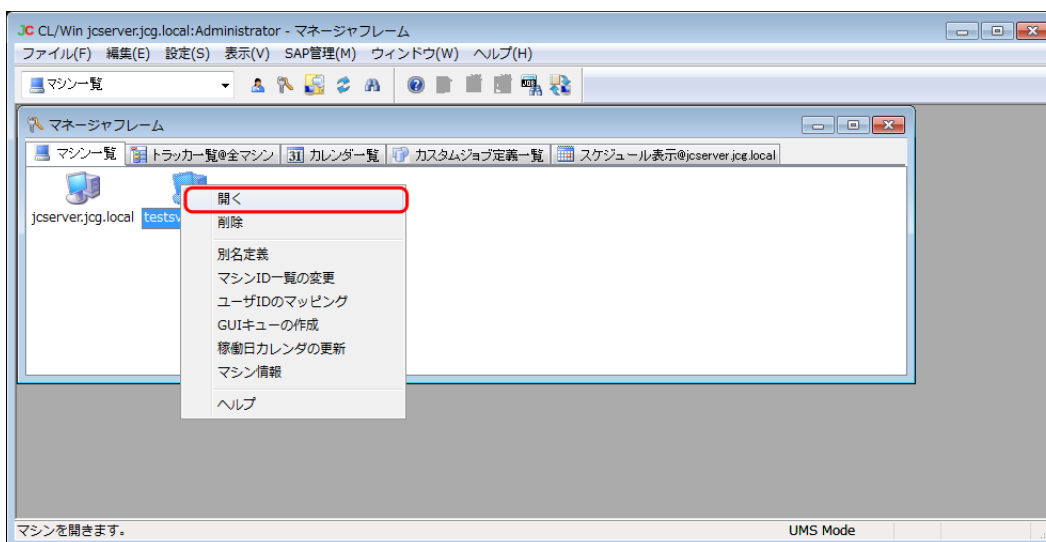 JC CL/Win jcserver.jcg.local:Administrator - マネージャフレーム
ファイル(F) 編集(E) 設定(S) 表示(V) SAP管理(M) ウィンドウ(W) ヘルプ(H)
マシン一覧
マネージャフレーム
マシン一覧 トラッカー一覧@全マシン 31 カレンダー一覧 カスタムジョブ定義一覧 スケジュール表示@jcserver.jcg.local
jcserver.jcg.local
開く
削除
別名定義
マシンID一覧の変更
ユーザIDのマッピング
GUIキューの作成
稼働日カレンダの更新
マシン情報
ヘルプ
マシンを開きます。 UMS Mode